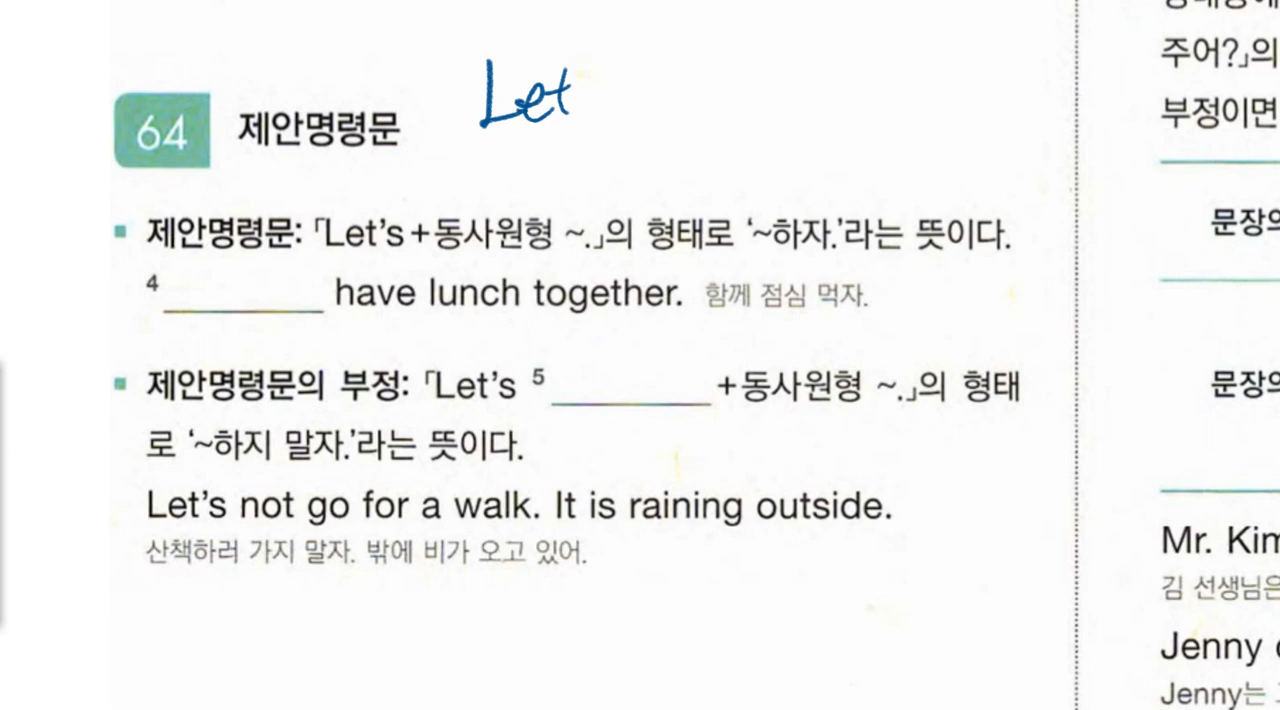 Let
64 제안명령문
▪ 제안명령문: 「Let's+동사원형 ~.」의 형태로 '~하자.'라는 뜻이다.
4 ________ have lunch together. 함께 점심 먹자.
▪ 제안명령문의 부정: 「Let's 5 ________ +동사원형 ~.」의 형태
로 '~하지 말자.'라는 뜻이다.
Let's not go for a walk. It is raining outside.
산책하러 가지 말자. 밖에 비가 오고 있어.
주어?」의
부정이면
문장의
문장의
Mr. Kim
김 선생님은
Jenny
Jenny는